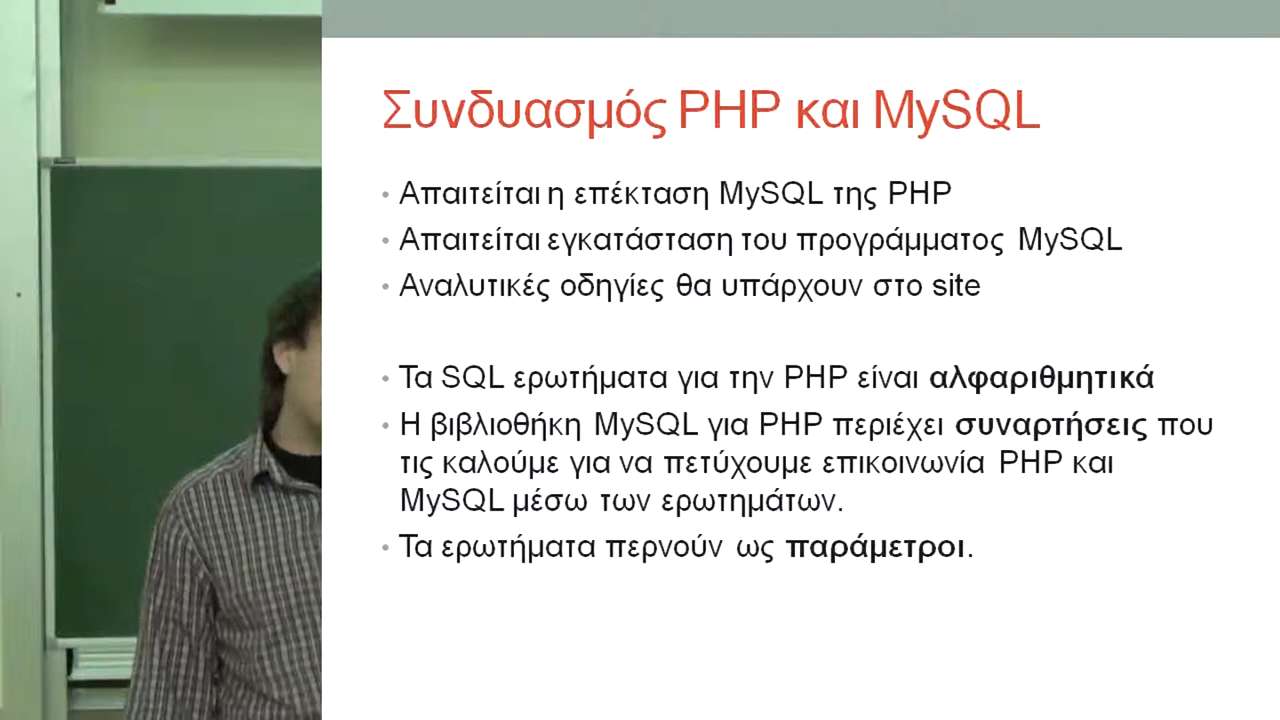 Συνδυασμός PHP και MySQL
• Απαιτείται η επέκταση MySQL της PHP
• Απαιτείται εγκατάσταση του προγράμματος MySQL
• Αναλυτικές οδηγίες θα υπάρχουν στο site
• Τα SQL ερωτήματα για την PHP είναι αλφαριθμητικά
• Η βιβλιοθήκη MySQL για PHP περιέχει συναρτήσεις που
τις καλούμε για να πετύχουμε επικοινωνία PHP και
MySQL μέσω των ερωτημάτων.
• Τα ερωτήματα περνούν ως παράμετροι.